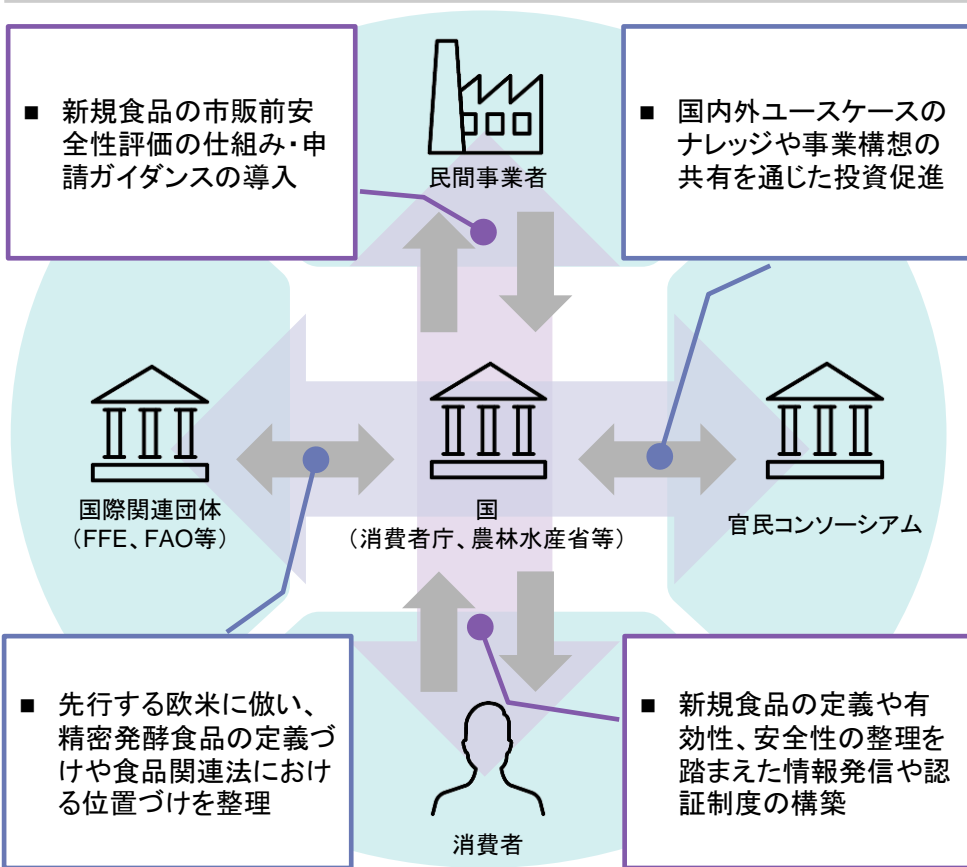 ■ 新規食品の市販前安
全性評価の仕組み・申
請ガイダンスの導入
民間事業者
■ 国内外ユースケースの
ナレッジや事業構想の
共有を通じた投資促進
国際関連団体
（FFE、FAO等）
国
（消費者庁、農林水産省等）
官民コンソーシアム
■ 先行する欧米に倣い、
精密発酵食品の定義づ
けや食品関連法におけ
る位置づけを整理
消費者
■ 新規食品の定義や有
効性、安全性の整理を
踏まえた情報発信や認
証制度の構築